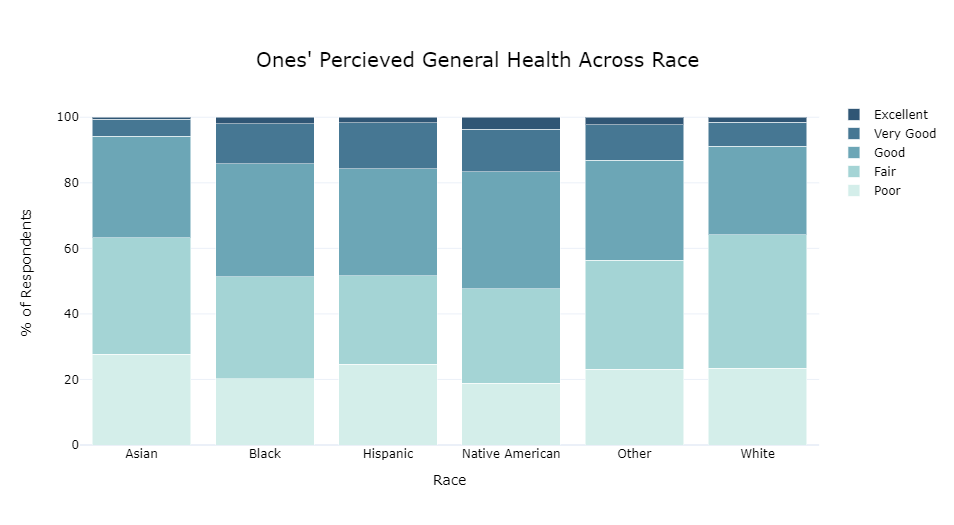 Ones' Percieved General Health Across Race
100
80
60
40
20
0
% of Respondents
Asian
Black
Hispanic
Native American
Other
White
Race
Excellent
Very Good
Good
Fair
Poor